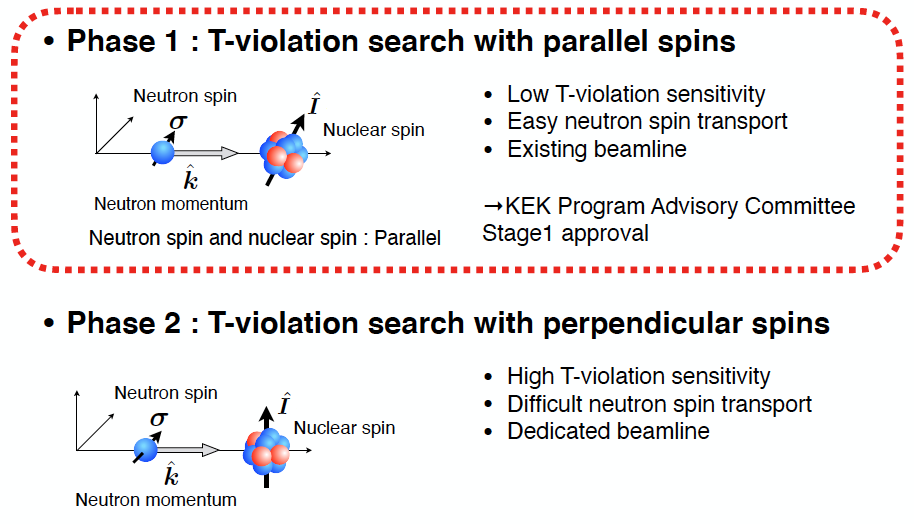 • Phase 1 : T-violation search with parallel spins
Neutron spin
σ
Î
Nuclear spin
k̂
Neutron momentum
Neutron spin and nuclear spin : Parallel
• Low T-violation sensitivity
• Easy neutron spin transport
• Existing beamline
→KEK Program Advisory Committee
Stage1 approval
• Phase 2 : T-violation search with perpendicular spins
Neutron spin
σ
Î
Nuclear spin
k̂
Neutron momentum
• High T-violation sensitivity
• Difficult neutron spin transport
• Dedicated beamline